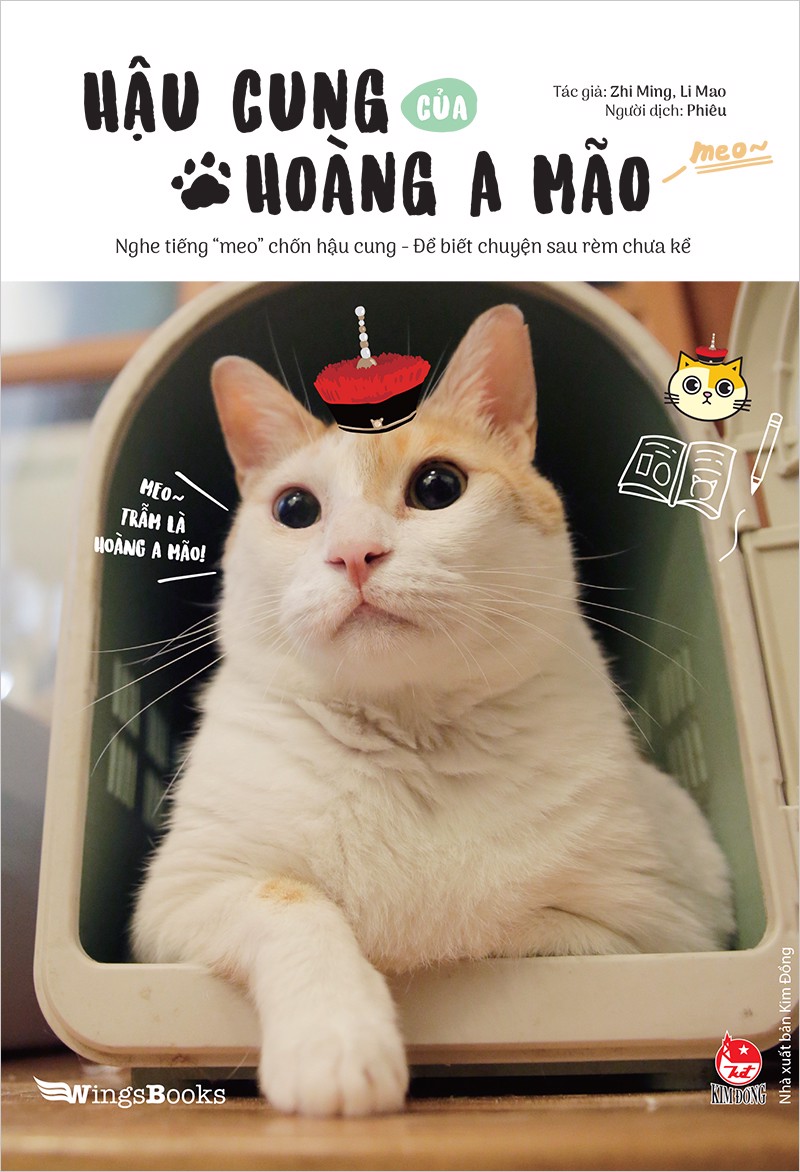 HẬU CUNG CỦA
HOÀNG A MÃO
Tác giả: Zhi Ming, Li Mao
Người dịch: Phiêu
meo~
Nghe tiếng “meo” chốn hậu cung - Để biết chuyện sau rèm chưa kể
MEO~
TRẪM LÀ
HOÀNG A MÃO!
WingsBooks
Kđ
KIM ĐỒNG
Nhà xuất bản Kim Đồng